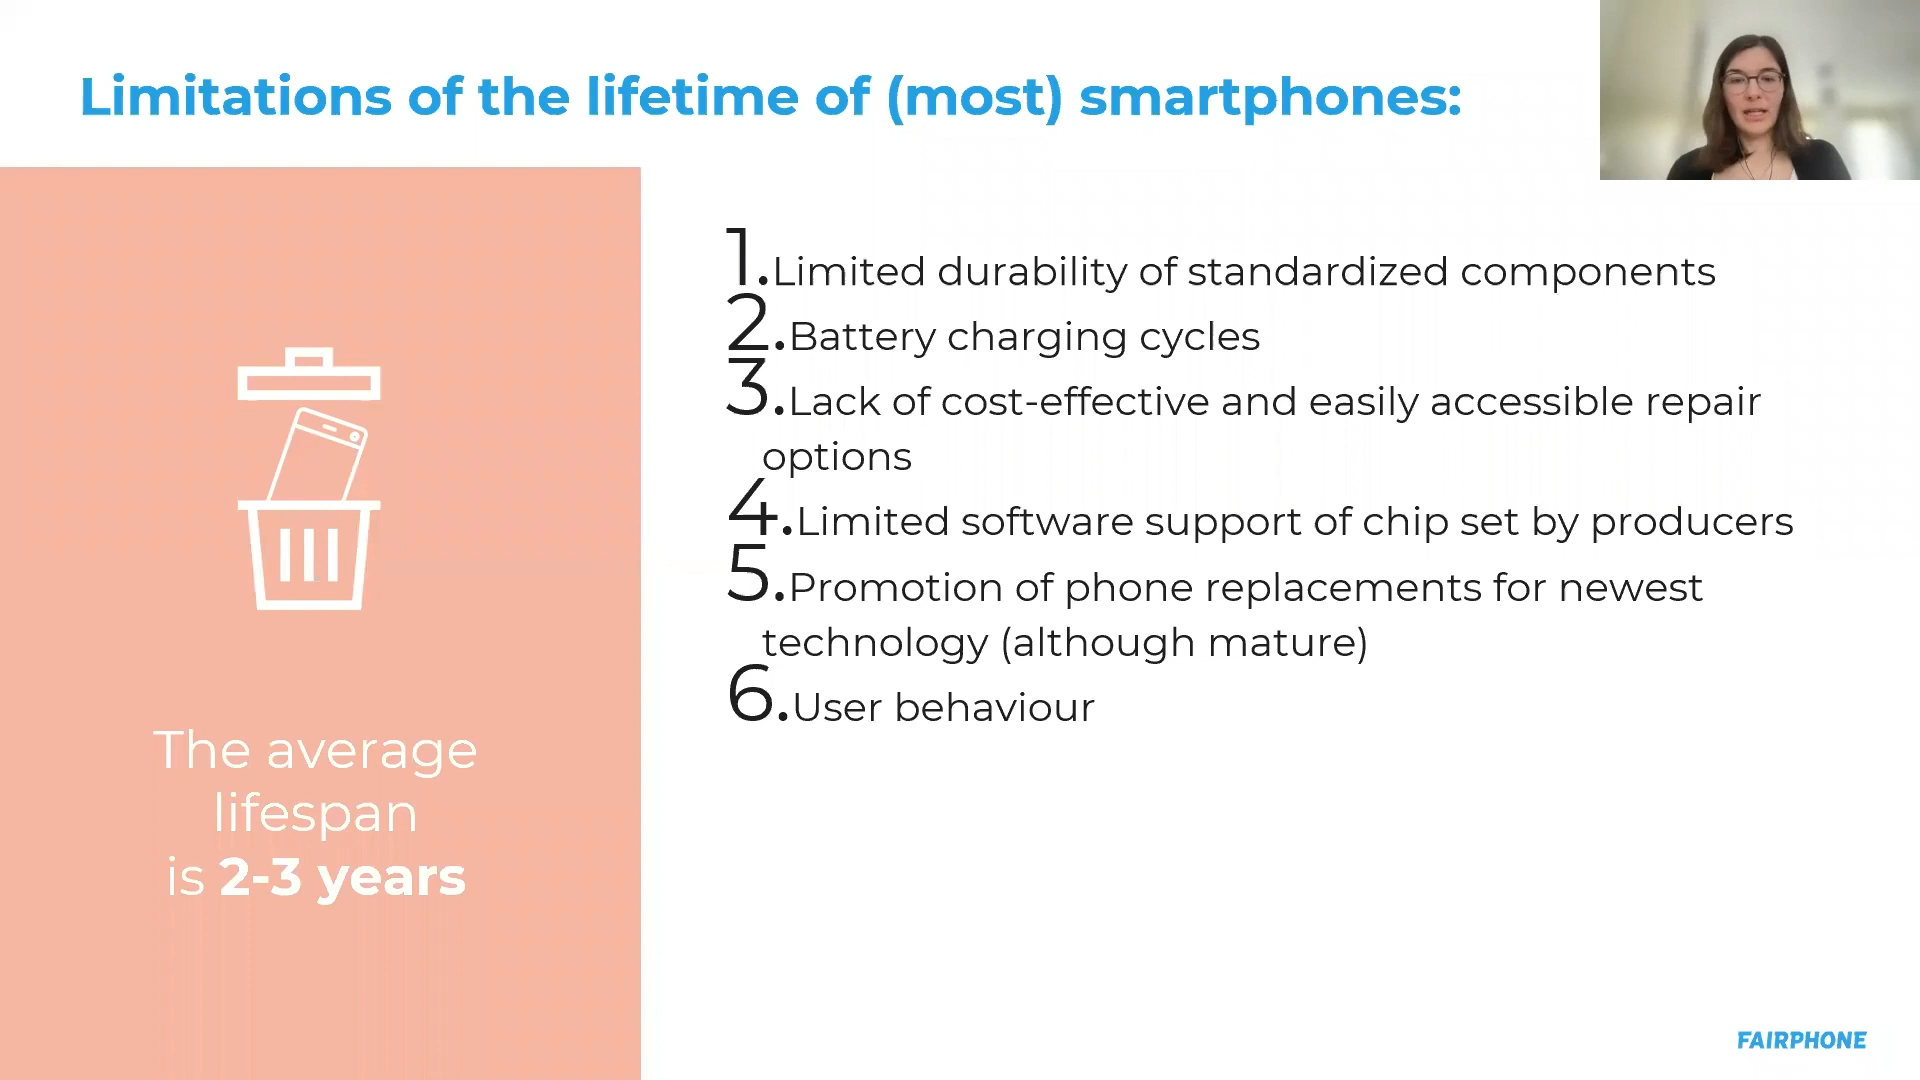 Limitations of the lifetime of (most) smartphones:
The average
lifespan
is 2-3 years
1.Limited durability of standardized components
2.Battery charging cycles
3.Lack of cost-effective and easily accessible repair
options
4.Limited software support of chip set by producers
5.Promotion of phone replacements for newest
technology (although mature)
6.User behaviour
FAIRPHONE